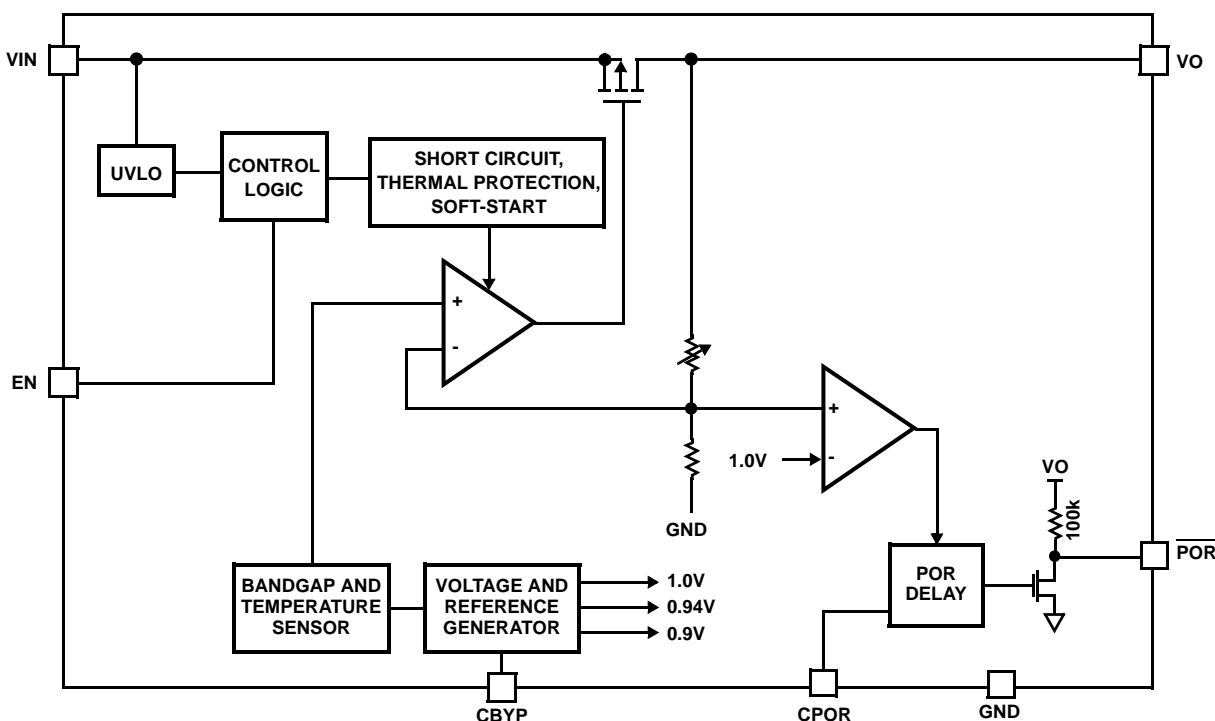 VIN
VO
UVLO
CONTROL
LOGIC
SHORT CIRCUIT,
THERMAL PROTECTION,
SOFT-START
+
-
EN
+
-
1.0V
GND
VO
100k
POR
POR
DELAY
BANDGAP AND
TEMPERATURE
SENSOR
VOLTAGE AND
REFERENCE
GENERATOR
1.0V
0.94V
0.9V
CBYP
CPOR
GND